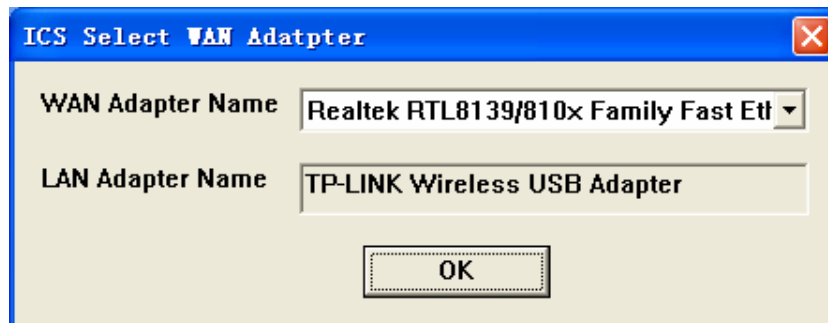 ICS Select WAN Adatpter
WAN Adapter Name
Realtek RTL8139/810x Family Fast Eth
LAN Adapter Name
TP-LINK Wireless USB Adapter
OK